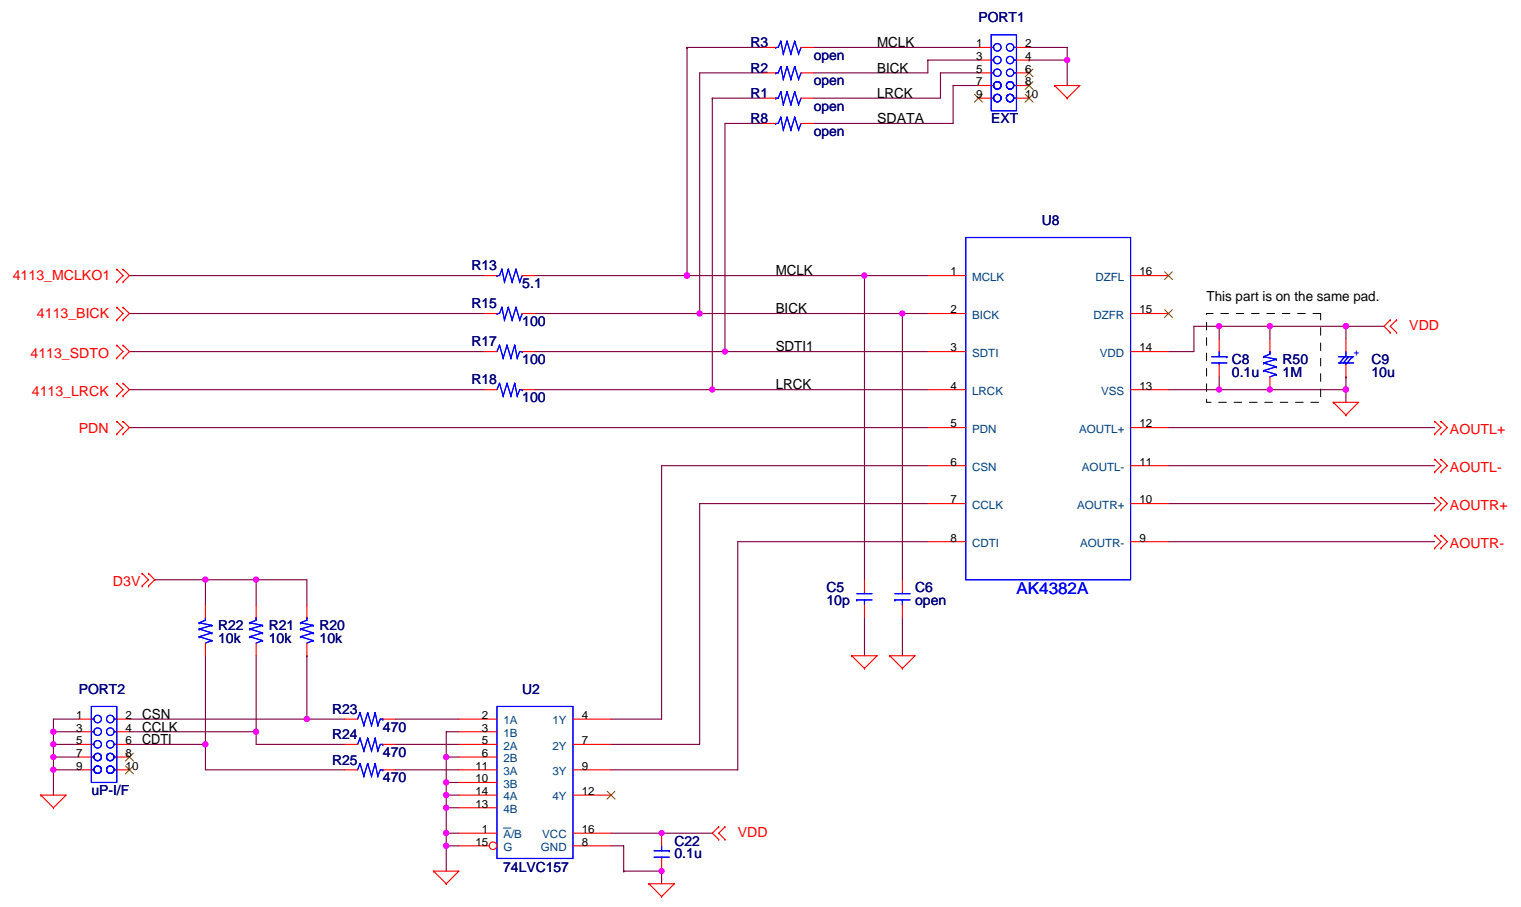 PORT1
R3 open MCLK 1 2
R2 open BICK 3 4
R1 open LRCK 5 6
R8 open SDATA 7 8
9 10
EXT
U8
4113_MCLKO1 R13 5.1 MCLK 1 MCLK DZFL 16
This part is on the same pad.
4113_BICK R15 100 BICK 2 BICK DZFR 15
VDD
4113_SDTO R17 100 SDTI1 3 SDTI VDD 14
C8 0.1u R50 1M + C9 10u
4113_LRCK R18 100 LRCK 4 LRCK VSS 13
PDN 5 PDN AOUTL+ 12 AOUTL+
6 CSN AOUTL- 11 AOUTL-
7 CCLK AOUTR+ 10 AOUTR+
8 CDTI AOUTR- 9 AOUTR-
AK4382A
D3V
C5 10p C6 open
R22 10k R21 10k R20 10k
PORT2
U2
1 2 CSN R23 470 2 1A 1Y 4
3 4 CCLK 3 1B
5 6 CDTI R24 470 5 2A 2Y 7
7 8 6 2B
9 10 R25 470 11 3A 3Y 9
uP-I/F
10 3B
14 4A 4Y 12
13 4B
1 A/B VCC 16 VDD
15 G GND 8 C22 0.1u
74LVC157